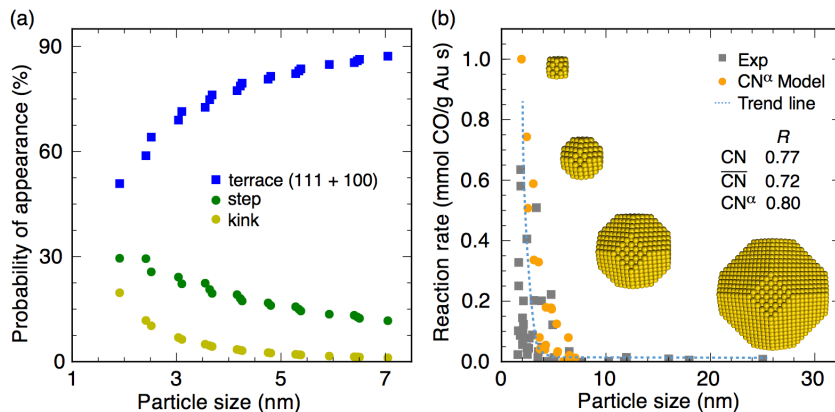 (a)
90
60
30
0
Probability of appearance (%)
terrace (111 + 100)
step
kink
1 3 5 7
Particle size (nm)
(b)
1.0
0.8
0.6
0.4
0.2
0.0
Reaction rate (mmol CO/g Au s)
Exp
CNα Model
Trend line
R
CN 0.77
C̅N̅ 0.72
CNα 0.80
0 10 20 30
Particle size (nm)